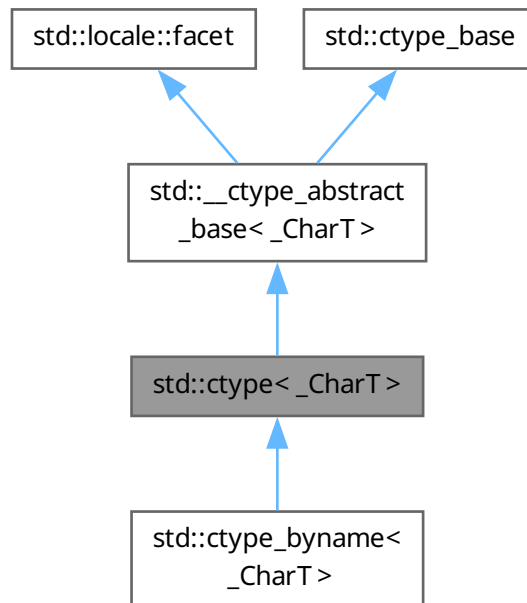 std::locale::facet
std::ctype_base
std::__ctype_abstract
_base< _CharT >
std::ctype< _CharT >
std::ctype_byname<
_CharT >